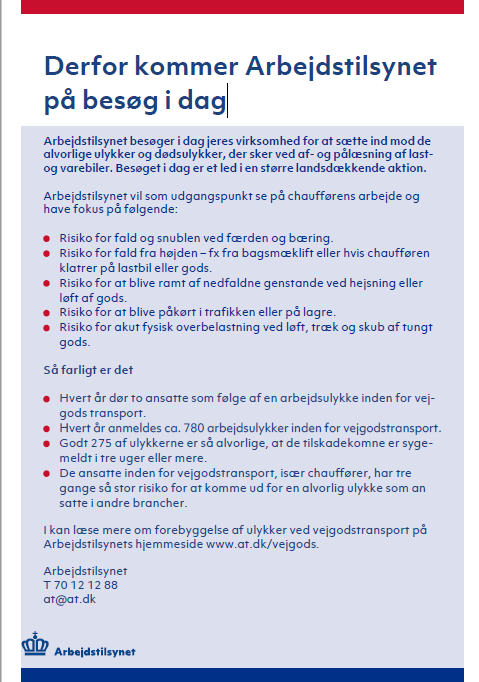 Derfor kommer Arbejdstilsynet
på besøg i dag
Arbejdstilsynet besøger i dag jeres virksomhed for at sætte ind mod de
alvorlige ulykker og dødsulykker, der sker ved af- og pålæsning af last-
og varebiler. Besøget i dag er et led i en større landsdækkende aktion.
Arbejdstilsynet vil som udgangspunkt se på chaufførens arbejde og
have fokus på følgende:
• Risiko for fald og snublen ved færden og bæring.
• Risiko for fald fra højden – fx fra bagsmæklift eller hvis chaufføren
klatrer på lastbil eller gods.
• Risiko for at blive ramt af nedfaldne genstande ved hejsning eller
løft af gods.
• Risiko for at blive påkørt i trafikken eller på lagre.
• Risiko for akut fysisk overbelastning ved løft, træk og skub af tungt
gods.
Så farligt er det
• Hvert år dør to ansatte som følge af en arbejdsulykke inden for vej-
gods transport.
• Hvert år anmeldes ca. 780 arbejdsulykker inden for vejgodstransport.
• Godt 275 af ulykkerne er så alvorlige, at de tilskadekomne er syge-
meldt i tre uger eller mere.
• De ansatte inden for vejgodstransport, især chauffører, har tre
gange så stor risiko for at komme ud for en alvorlig ulykke som an
satte i andre brancher.
I kan læse mere om forebyggelse af ulykker ved vejgodstransport på
Arbejdstilsynets hjemmeside www.at.dk/vejgods.
Arbejdstilsynet
T 70 12 12 88
at@at.dk
Arbejdstilsynet